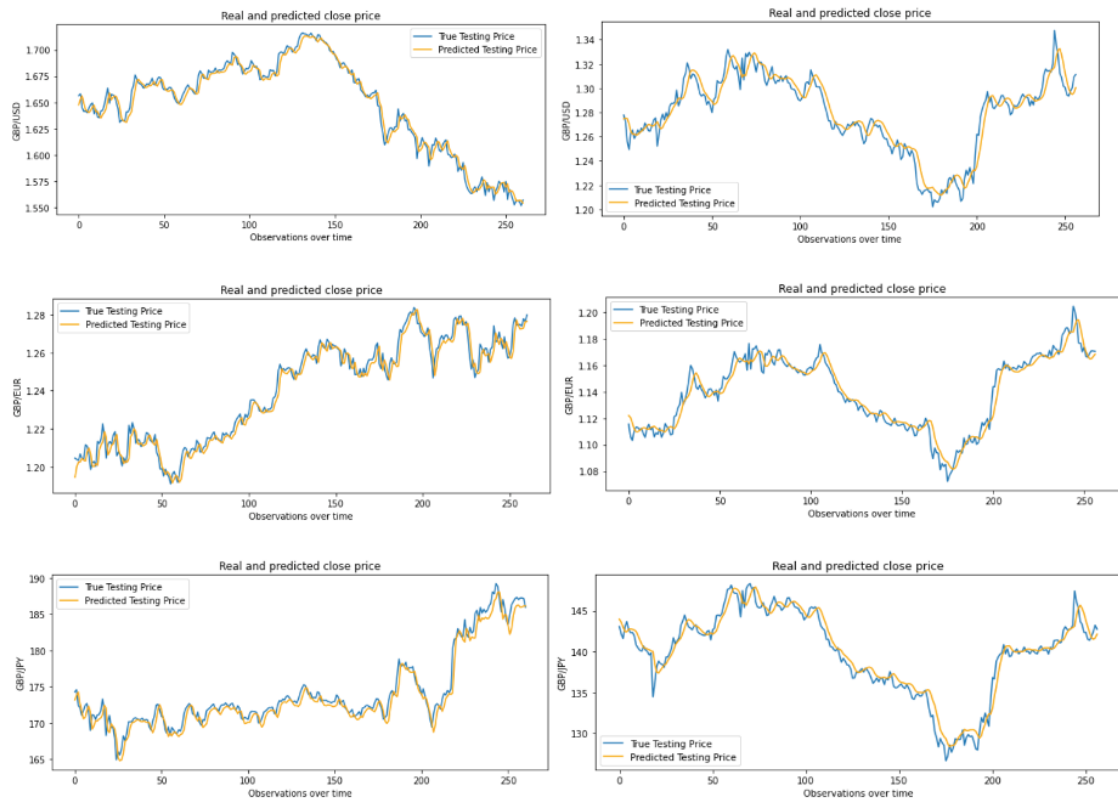 Real and predicted close price
True Testing Price
Predicted Testing Price
GBP/USD
1.700
1.675
1.650
1.625
1.600
1.575
1.550
0
50
100
150
200
250
Observations over time
Real and predicted close price
GBP/USD
1.34
1.32
1.30
1.28
1.26
1.24
1.22
1.20
True Testing Price
Predicted Testing Price
0
50
100
150
200
250
Observations over time
Real and predicted close price
True Testing Price
Predicted Testing Price
GBP/EUR
1.28
1.26
1.24
1.22
1.20
0
50
100
150
200
250
Observations over time
Real and predicted close price
True Testing Price
Predicted Testing Price
GBP/EUR
1.20
1.18
1.16
1.14
1.12
1.10
1.08
0
50
100
150
200
250
Observations over time
Real and predicted close price
True Testing Price
Predicted Testing Price
GBP/JPY
190
185
180
175
170
165
0
50
100
150
200
250
Observations over time
Real and predicted close price
GBP/JPY
145
140
135
130
True Testing Price
Predicted Testing Price
0
50
100
150
200
250
Observations over time